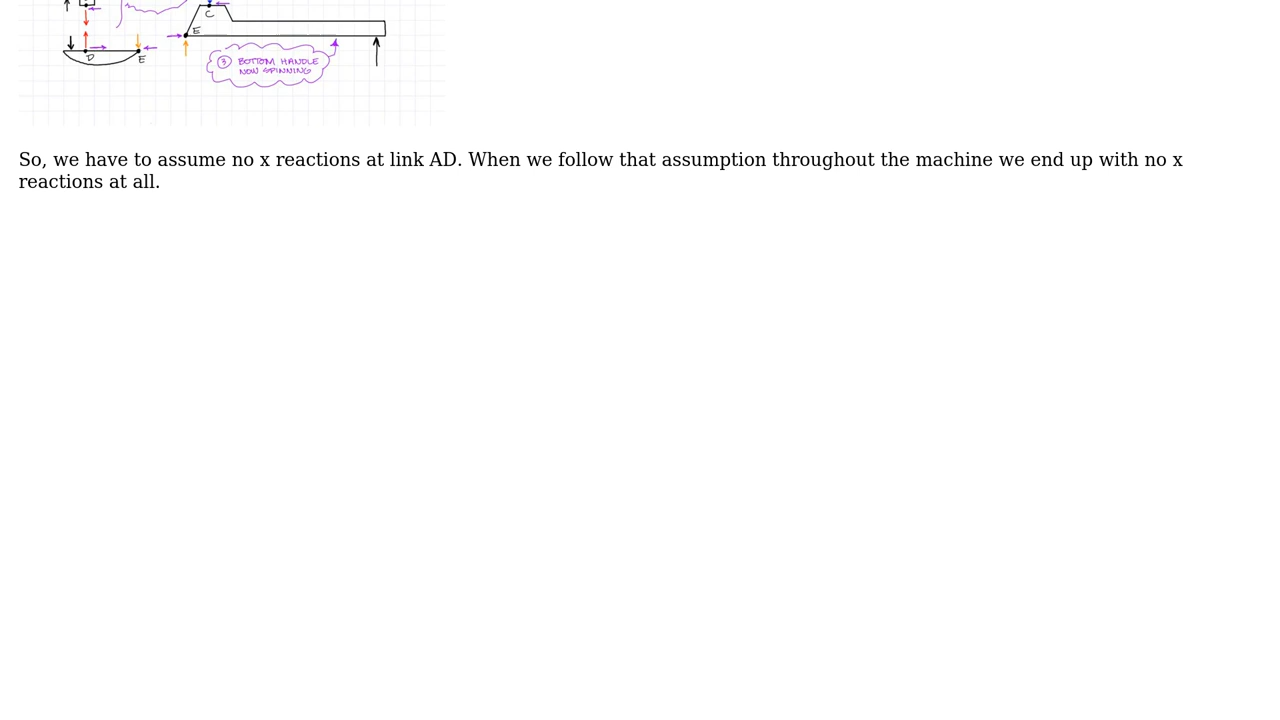 C
E
D
E
3 BOTTOM HANDLE
NOW SPINNING
So, we have to assume no x reactions at link AD. When we follow that assumption throughout the machine we end up with no x
reactions at all.